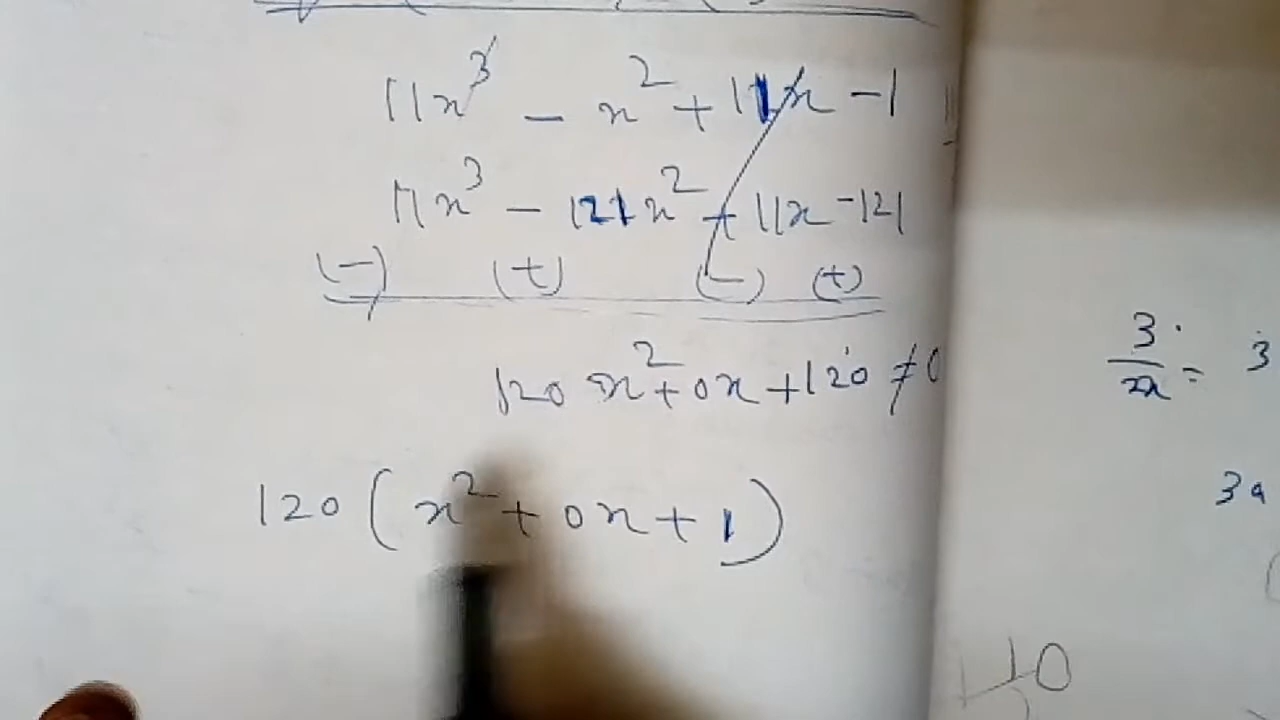 11x³ - x² + 11x - 1
11x³ - 121x² + 11x - 121
(-) (+) (-) (+)
120x² + 0x + 120 ≠ 0
120 (x² + 0x + 1)
3
3a
10